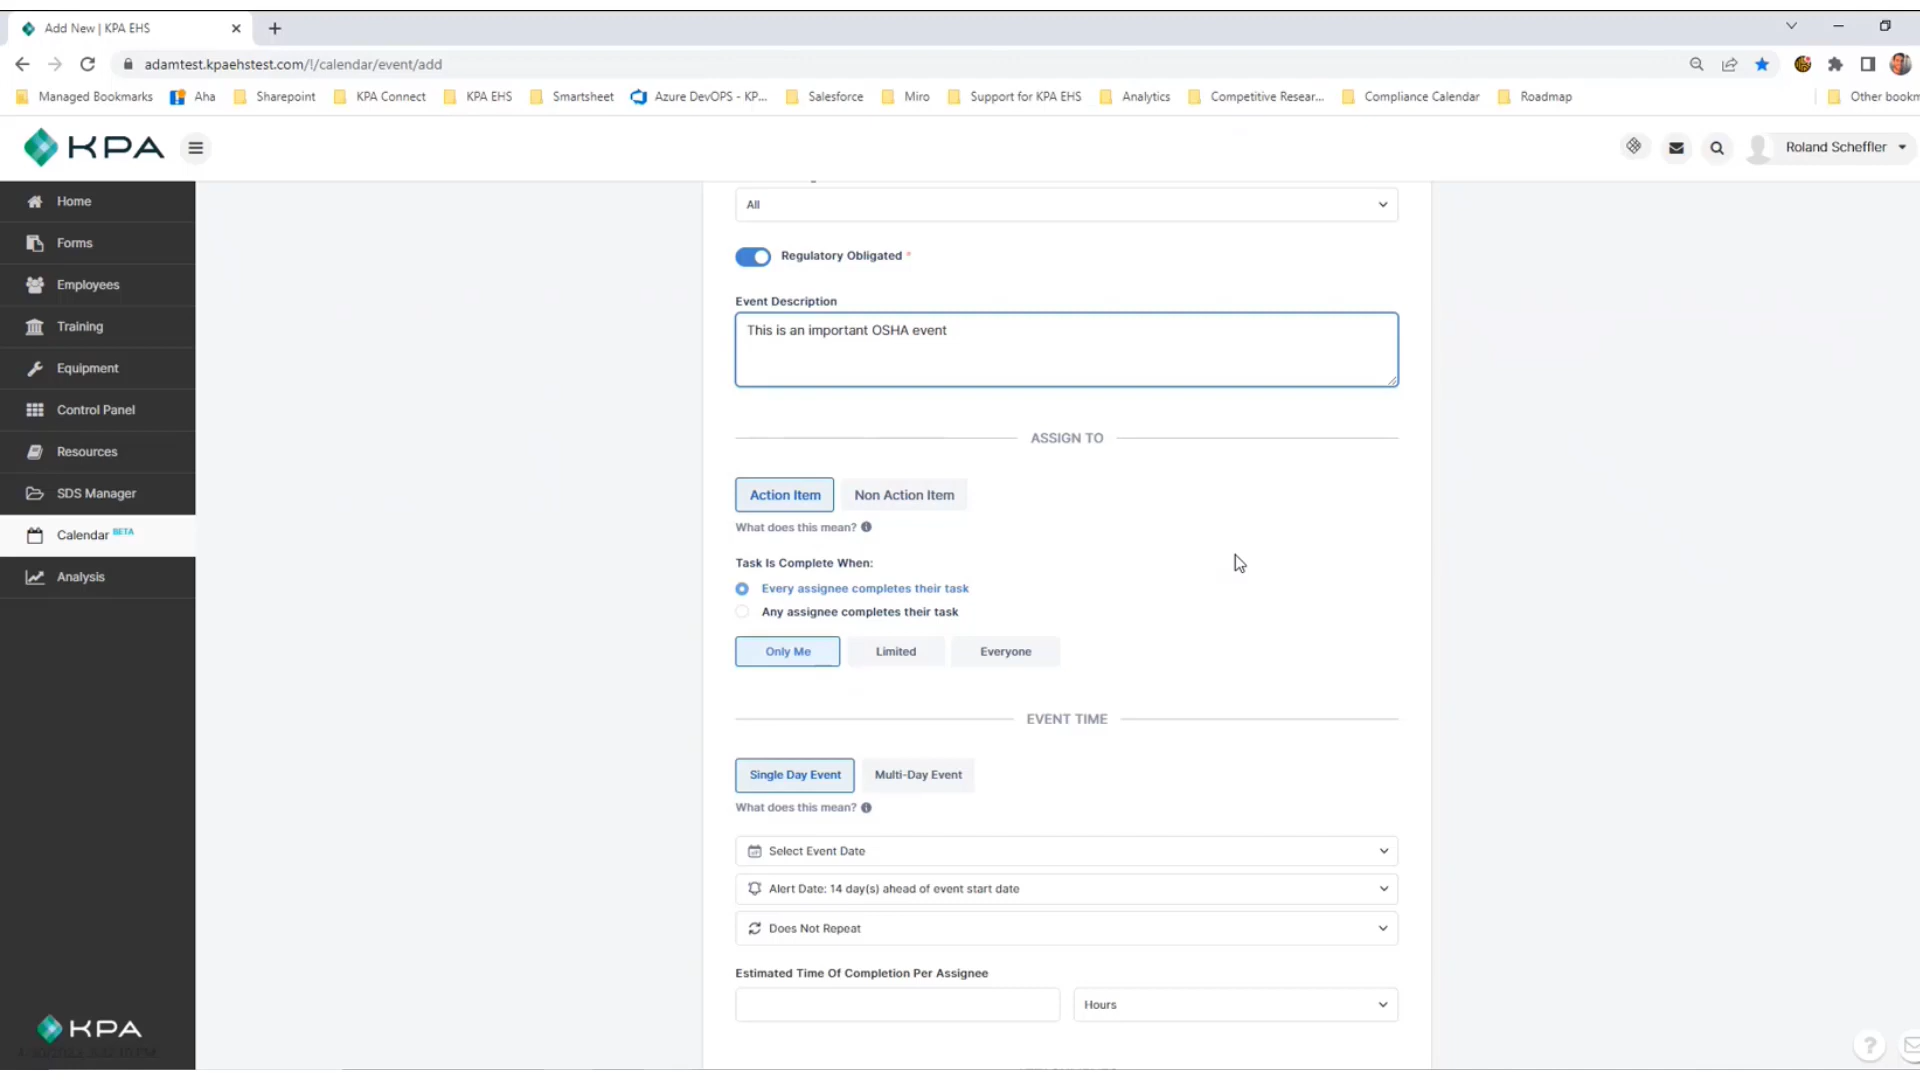 Add New | KPA EHS
adamtest.kpaehstest.com/!/calendar/event/add
Managed Bookmarks Aha Sharepoint KPA Connect KPA EHS Smartsheet Azure DevOPS - KP... Salesforce Miro Support for KPA EHS Analytics Competitive Resear... Compliance Calendar Roadmap Other bookm
KPA
Roland Scheffler
Home
Forms
Employees
Training
Equipment
Control Panel
Resources
SDS Manager
Calendar BETA
Analysis
KPA
All
Regulatory Obligated *
Event Description
This is an important OSHA event
ASSIGN TO
Action Item Non Action Item
What does this mean?
Task Is Complete When:
Every assignee completes their task
Any assignee completes their task
Only Me Limited Everyone
EVENT TIME
Single Day Event Multi-Day Event
What does this mean?
Select Event Date
Alert Date: 14 day(s) ahead of event start date
Does Not Repeat
Estimated Time Of Completion Per Assignee
Hours